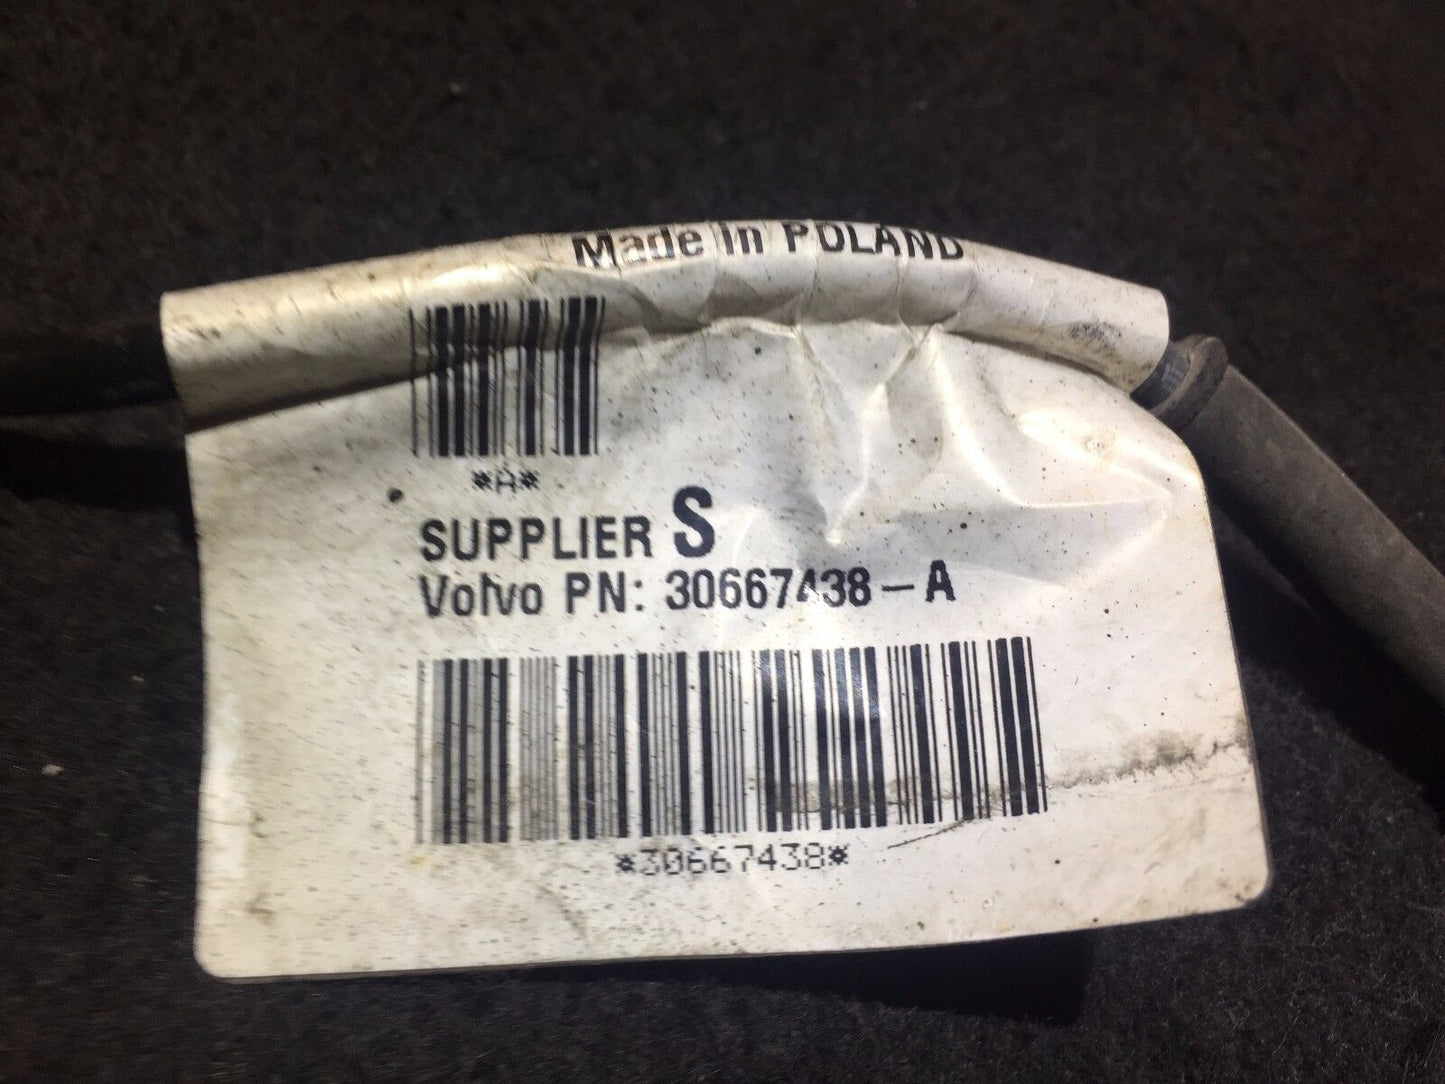 Made in POLAND
*A*
SUPPLIER S
Volvo PN: 30667438-A
*30667438*